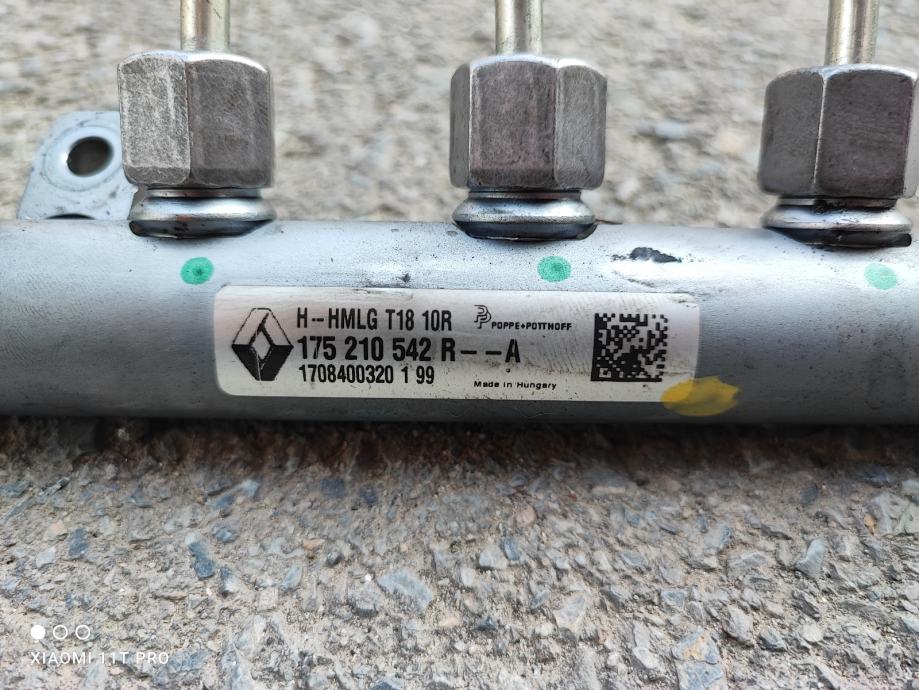 H--HMLG T18 10R
POPPE+POTTHOFF
175 210 542 R--A
1708400320 1 99
Made in Hungary
XIAOMI 11T PRO